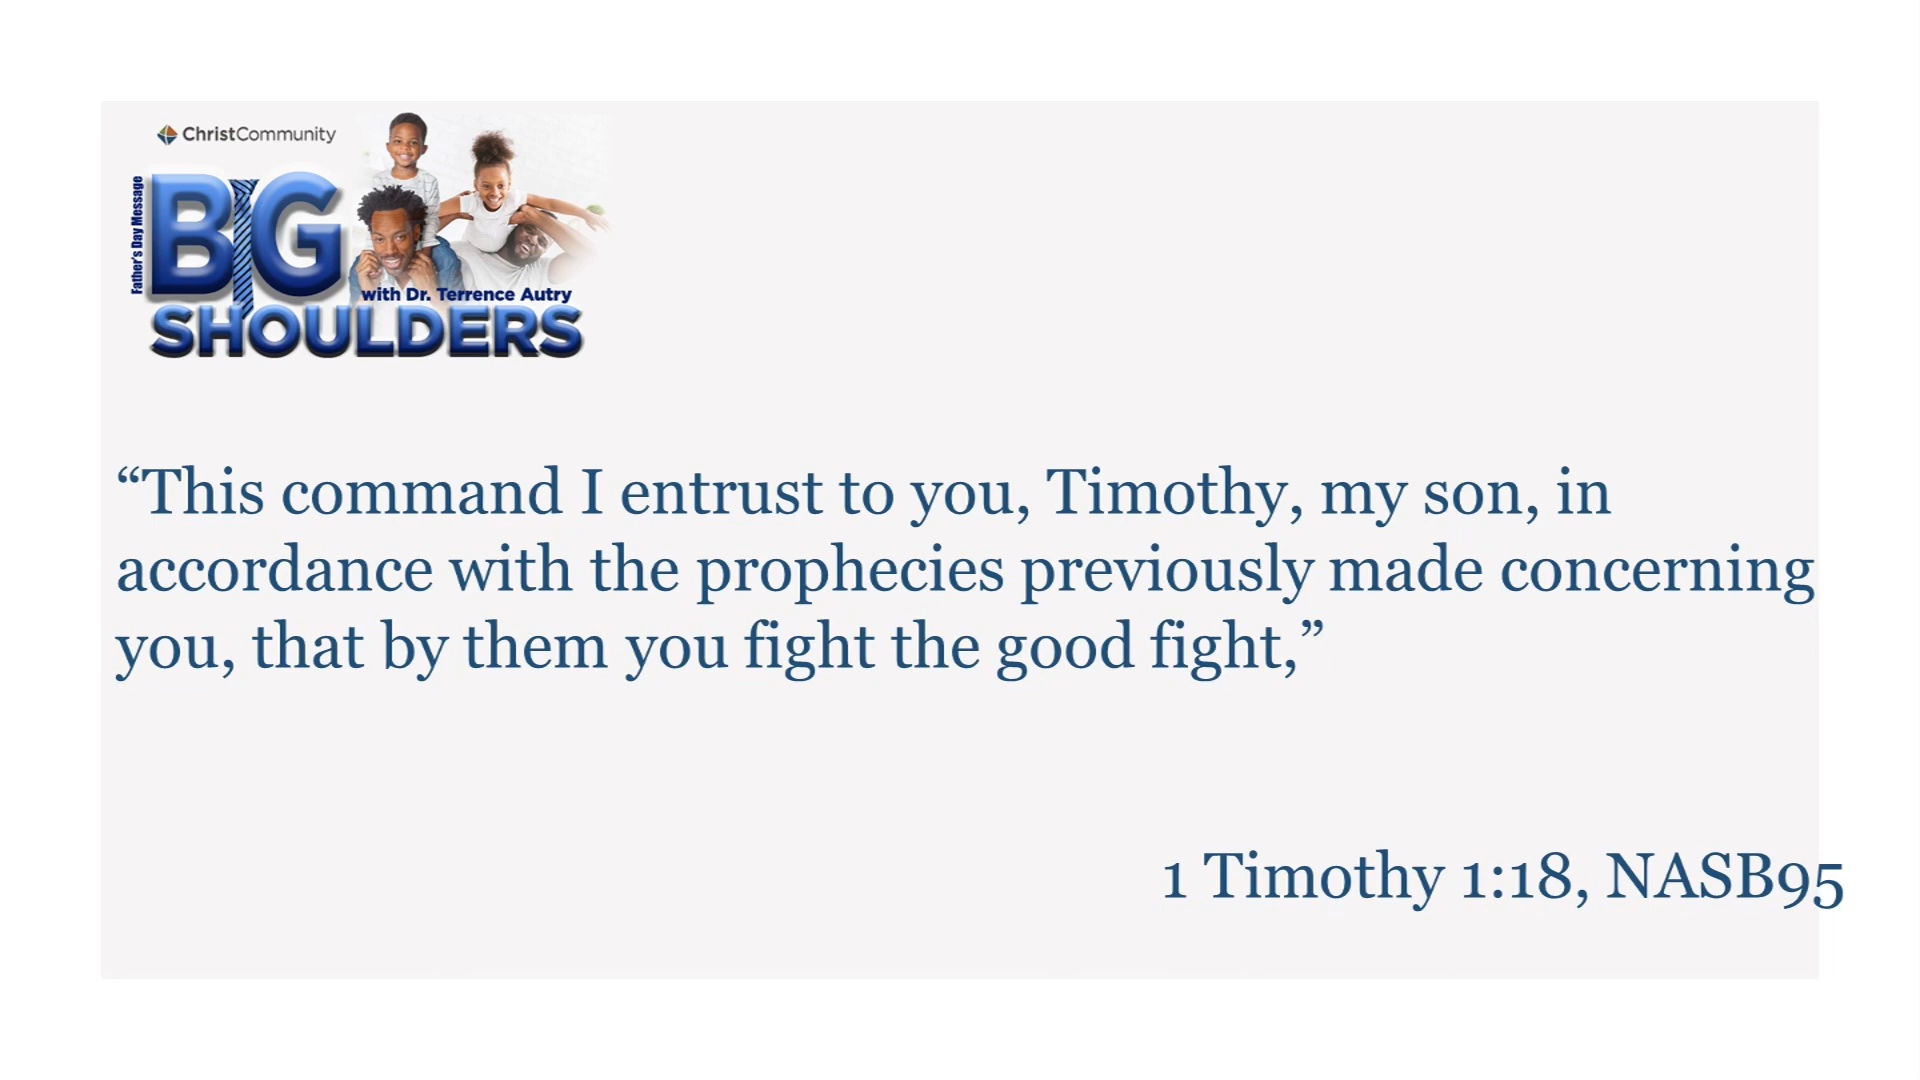 ChristCommunity
Father's Day Message
BIG
with Dr. Terrence Autry
SHOULDERS
“This command I entrust to you, Timothy, my son, in
accordance with the prophecies previously made concerning
you, that by them you fight the good fight,”
1 Timothy 1:18, NASB95